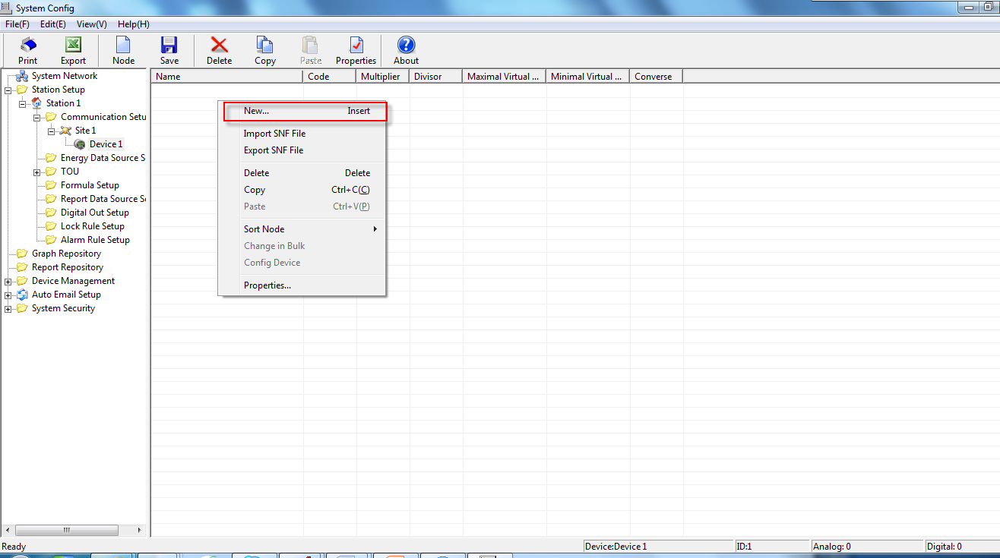 System Config
File(F) Edit(E) View(V) Help(H)
Print Export Node Save Delete Copy Paste Properties About
System Network
Station Setup
Station 1
Communication Setu
Site 1
Device 1
Energy Data Source S
TOU
Formula Setup
Report Data Source Se
Digital Out Setup
Lock Rule Setup
Alarm Rule Setup
Graph Repository
Report Repository
Device Management
Auto Email Setup
System Security
Name Code Multiplier Divisor Maximal Virtual ... Minimal Virtual ... Converse
New... Insert
Import SNF File
Export SNF File
Delete Delete
Copy Ctrl+C(C)
Paste Ctrl+V(P)
Sort Node
Change in Bulk
Config Device
Properties...
Ready Device:Device 1 ID:1 Analog: 0 Digital: 0